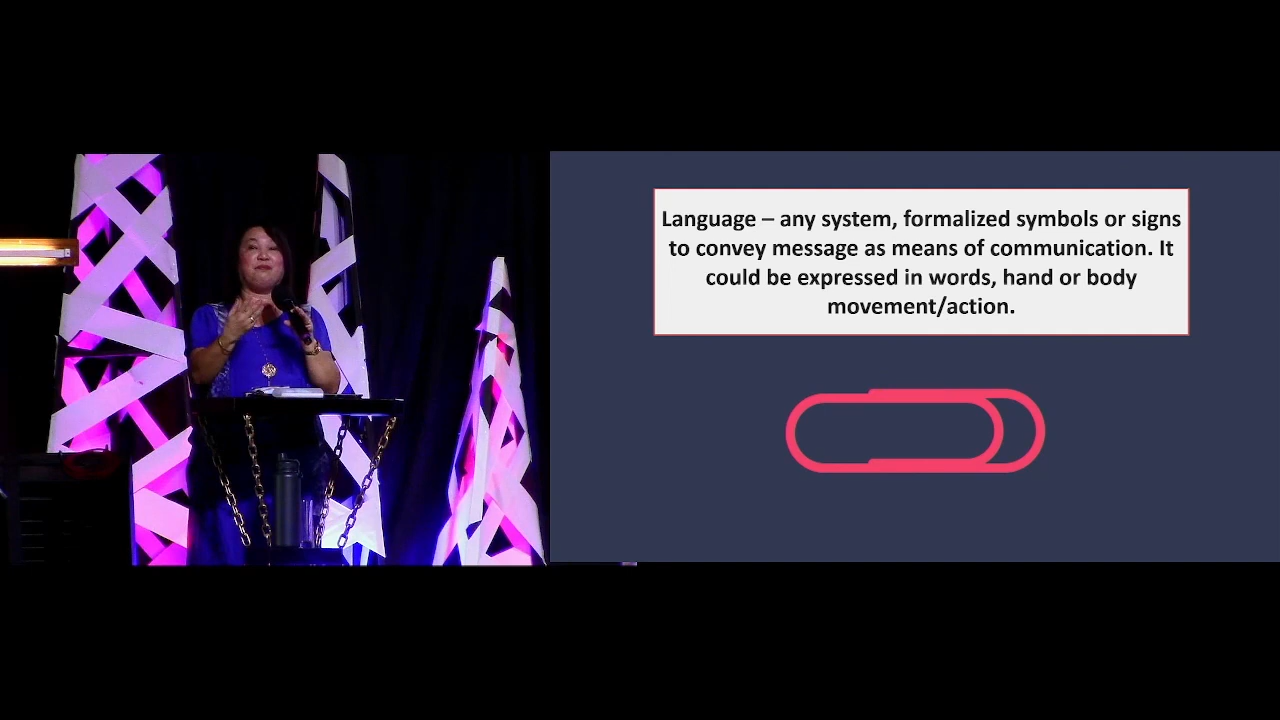 Language – any system, formalized symbols or signs
to convey message as means of communication. It
could be expressed in words, hand or body
movement/action.